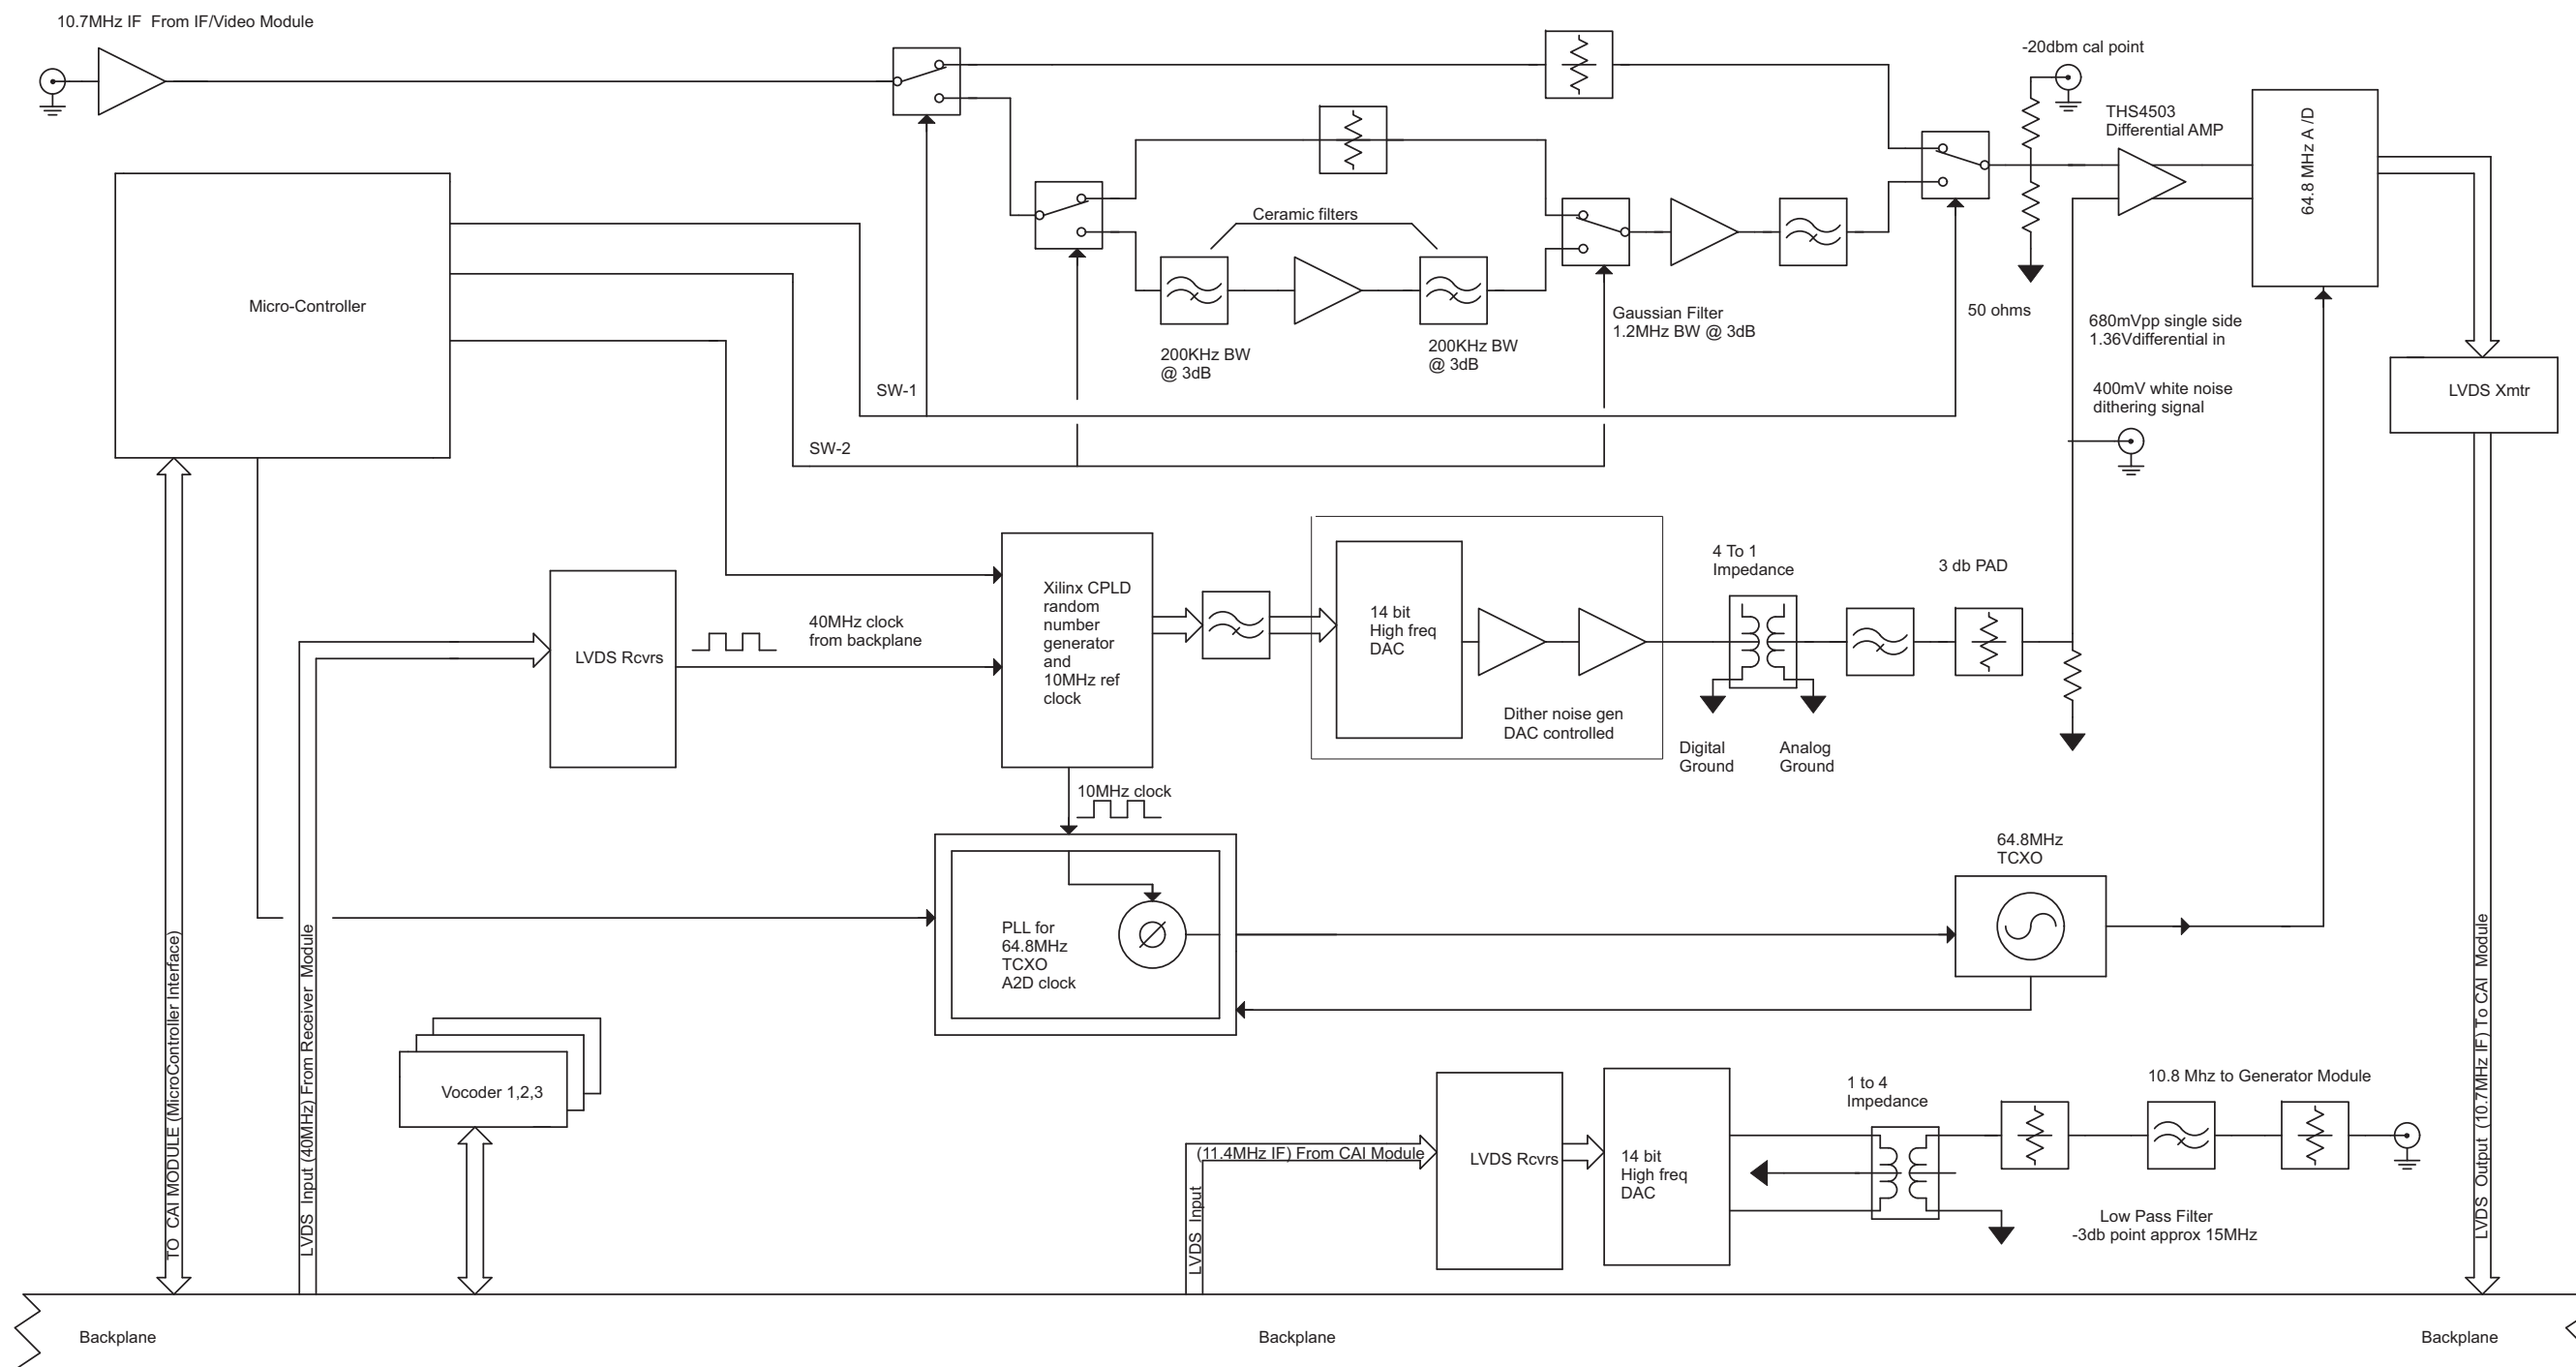 10.7MHz IF From IF/Video Module
-20dbm cal point
THS4503
Differential AMP
64.8 MHz A /D
Ceramic filters
Micro-Controller
200KHz BW
@ 3dB
200KHz BW
@ 3dB
Gaussian Filter
1.2MHz BW @ 3dB
50 ohms
680mVpp single side
1.36Vdifferential in
400mV white noise
dithering signal
LVDS Xmtr
SW-1
SW-2
LVDS Rcvrs
40MHz clock
from backplane
Xilinx CPLD
random
number
generator
and
10MHz ref
clock
14 bit
High freq
DAC
Dither noise gen
DAC controlled
4 To 1
Impedance
3 db PAD
Digital
Ground
Analog
Ground
10MHz clock
PLL for
64.8MHz
TCXO
A2D clock
64.8MHz
TCXO
TO CAI MODULE (MicroController Interface)
LVDS Input (40MHz) From Receiver Module
Vocoder 1,2,3
LVDS Input
(11.4MHz IF) From CAI Module
LVDS Rcvrs
14 bit
High freq
DAC
1 to 4
Impedance
10.8 Mhz to Generator Module
Low Pass Filter
-3db point approx 15MHz
LVDS Output (10.7MHz IF) To CAI Module
Backplane
Backplane
Backplane